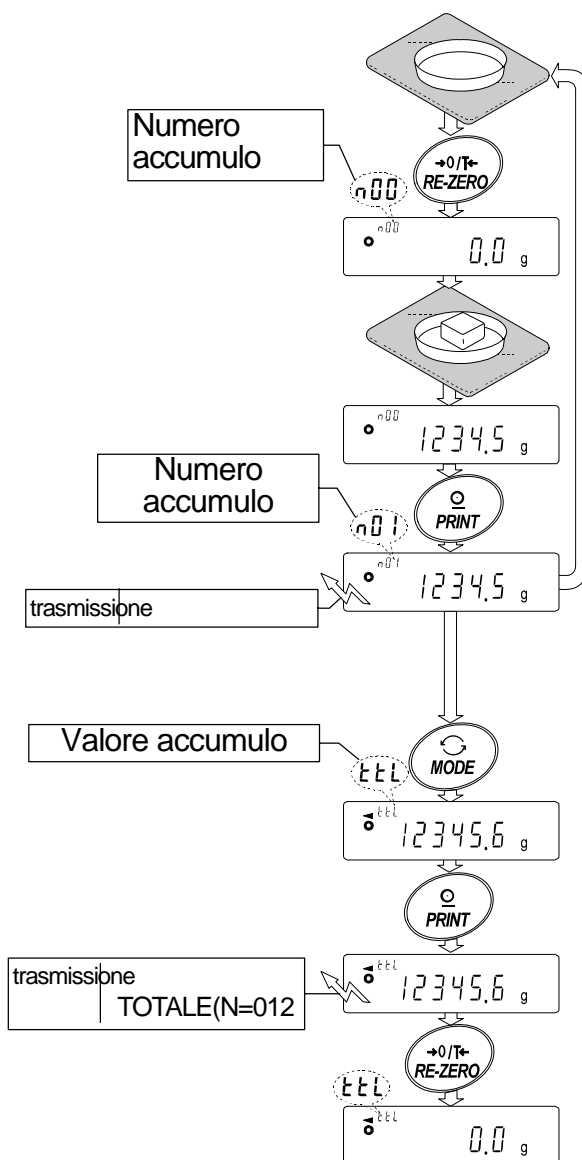 Numero
accumulo
→0/T←
RE-ZERO
n00
n00
0.0 g
n00
1234.5 g
Numero
accumulo
PRINT
n01
n01
1234.5 g
trasmissione
Valore accumulo
MODE
ttL
ttL
12345.6 g
PRINT
trasmissione
TOTALE(N=012
ttL
12345.6 g
→0/T←
RE-ZERO
ttL
ttL
0.0 g